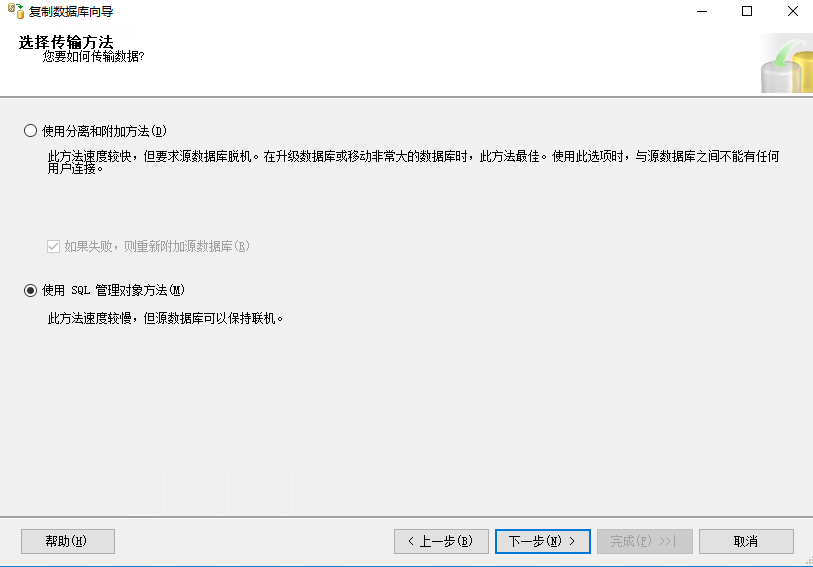 复制数据库向导
选择传输方法
您要如何传输数据?
使用分离和附加方法(D)
此方法速度较快，但要求源数据库脱机。在升级数据库或移动非常大的数据库时，此方法最佳。使用此选项时，与源数据库之间不能有任何
用户连接。
如果失败，则重新附加源数据库(R)
使用 SQL 管理对象方法(M)
此方法速度较慢，但源数据库可以保持联机。
帮助(H)
< 上一步(B)
下一步(N) >
完成(F) >>|
取消